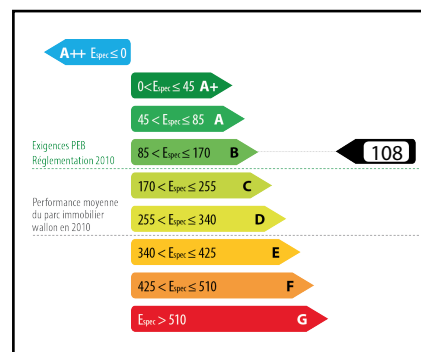 A++ Espec ≤ 0
0 < Espec ≤ 45 A+
45 < Espec ≤ 85 A
Exigences PEB
Réglementation 2010
85 < Espec ≤ 170 B
108
170 < Espec ≤ 255 C
Performance moyenne
du parc immobilier
wallon en 2010
255 < Espec ≤ 340 D
340 < Espec ≤ 425 E
425 < Espec ≤ 510 F
Espec > 510 G